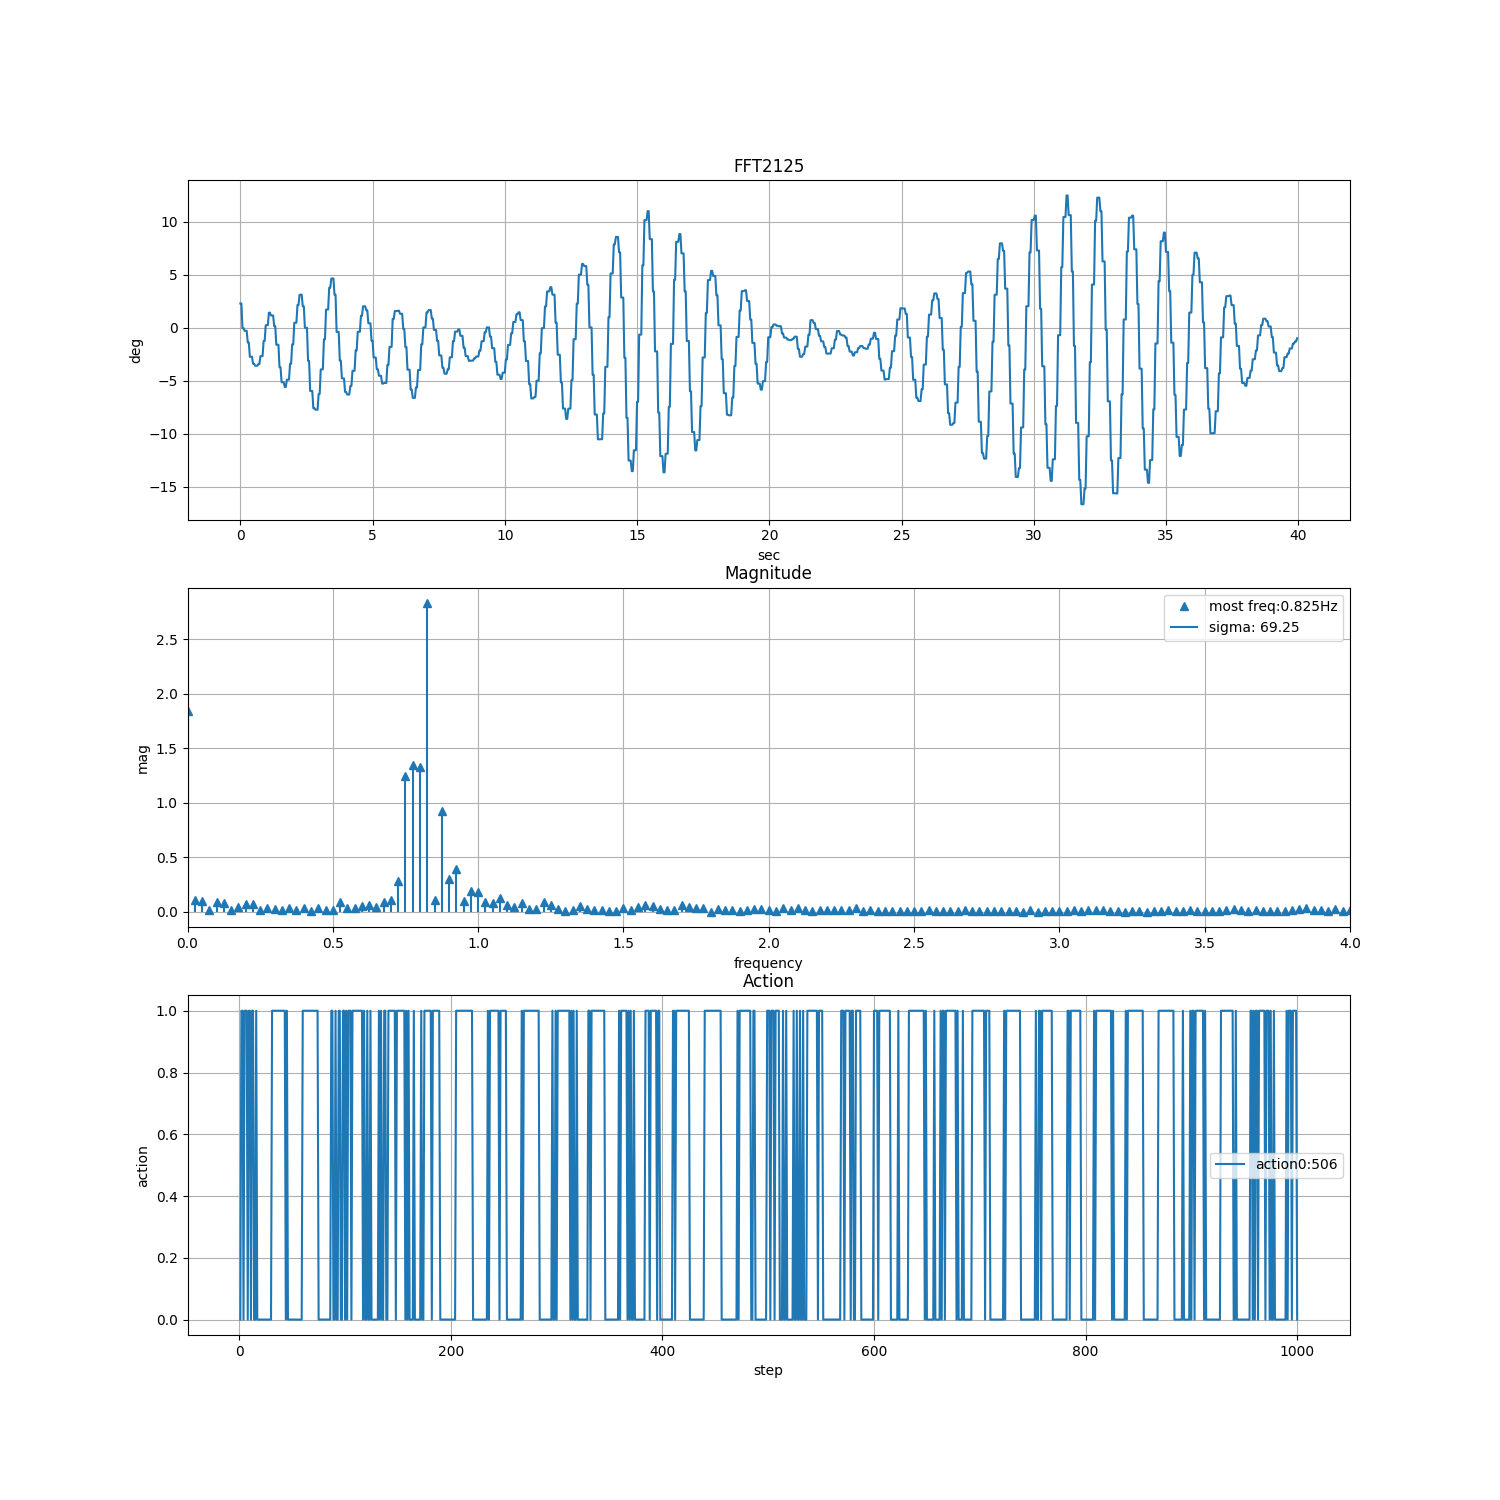 FFT2125
10
5
0
−5
−10
−15
deg
0 5 10 15 20 25 30 35 40
sec
Magnitude
most freq:0.825Hz
sigma: 69.25
2.5
2.0
1.5
1.0
0.5
0.0
mag
0.0 0.5 1.0 1.5 2.0 2.5 3.0 3.5 4.0
frequency
Action
1.0
0.8
0.6
0.4
0.2
0.0
action
action0:506
0 200 400 600 800 1000
step